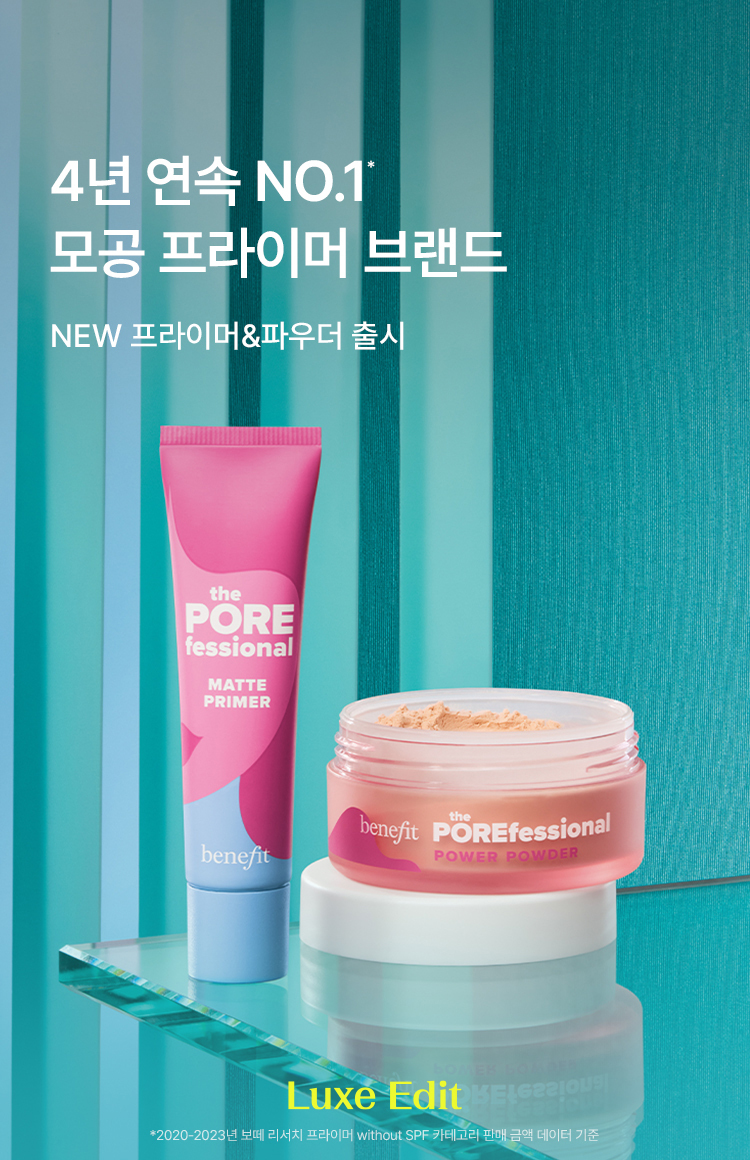 4년 연속 NO.1*
모공 프라이머 브랜드
NEW 프라이머&파우더 출시
the
PORE
fessional
MATTE
PRIMER
benefit
benefit
the
POREfessional
POWER POWDER
Luxe Edit
*2020-2023년 보떼 리서치 프라이머 without SPF 카테고리 판매 금액 데이터 기준